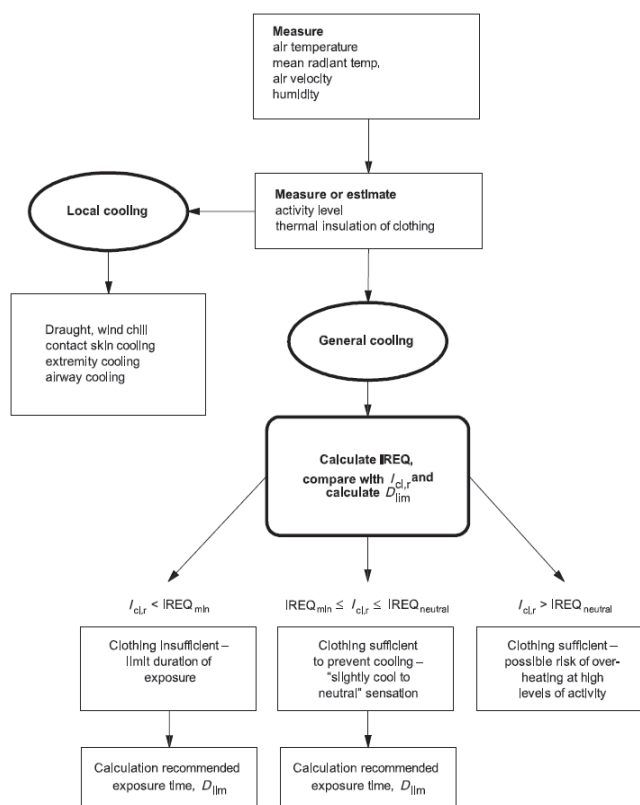 Measure
air temperature
mean radiant temp.
air velocity
humidity
Measure or estimate
activity level
thermal insulation of clothing
Local cooling
Draught, wind chill
contact skin cooling
extremity cooling
airway cooling
General cooling
Calculate IREQ,
compare with Icl,r and
calculate Dlim
Icl,r < IREQmin
IREQmin ≤ Icl,r ≤ IREQneutral
Icl,r > IREQneutral
Clothing insufficient –
limit duration of
exposure
Clothing sufficient
to prevent cooling –
"slightly cool to
neutral" sensation
Clothing sufficient –
possible risk of over-
heating at high
levels of activity
Calculation recommended
exposure time, Dlim
Calculation recommended
exposure time, Dlim